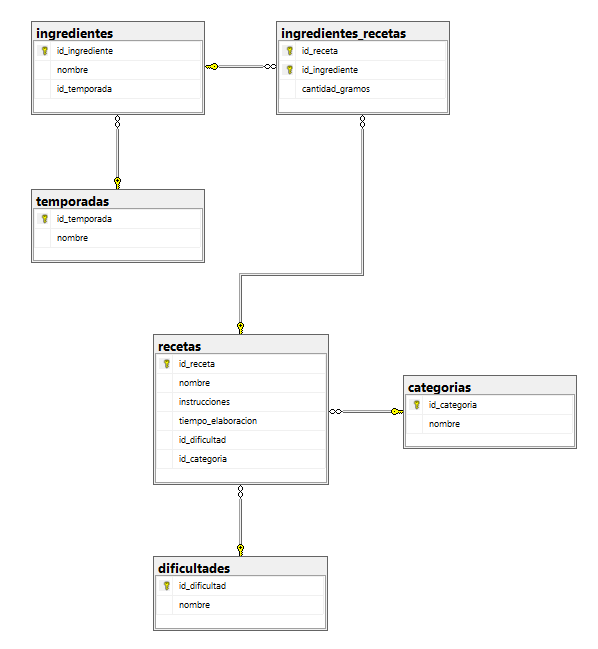 ingredientes
id_ingrediente
nombre
id_temporada
ingredientes_recetas
id_receta
id_ingrediente
cantidad_gramos
temporadas
id_temporada
nombre
recetas
id_receta
nombre
instrucciones
tiempo_elaboracion
id_dificultad
id_categoria
categorias
id_categoria
nombre
dificultades
id_dificultad
nombre